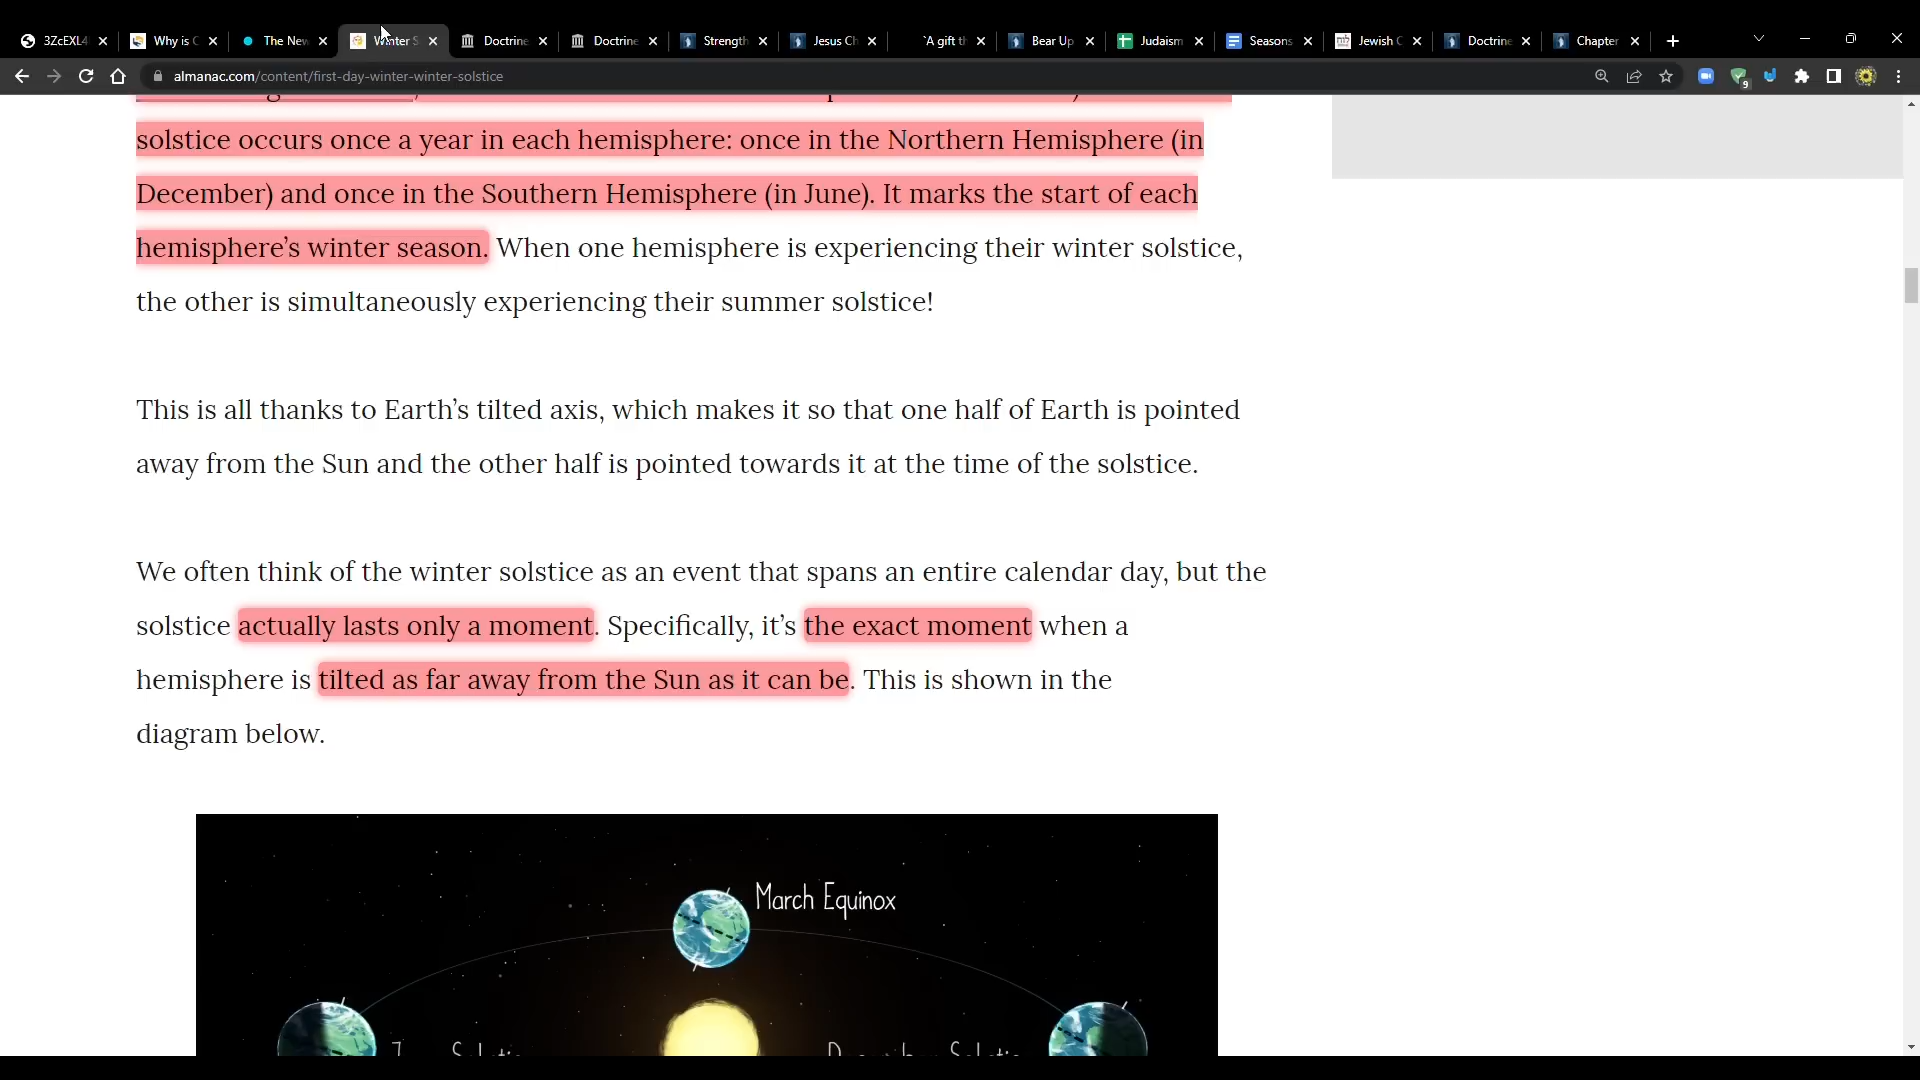 3ZcEXL4
Why is
The New
Winter S
Doctrine
Doctrine
Strength
Jesus Ch
'A gift t
Bear Up
Judaism
Seasons
Jewish C
Doctrine
Chapter
almanac.com/content/first-day-winter-winter-solstice
9
solstice occurs once a year in each hemisphere: once in the Northern Hemisphere (in
December) and once in the Southern Hemisphere (in June). It marks the start of each
hemisphere’s winter season. When one hemisphere is experiencing their winter solstice,
the other is simultaneously experiencing their summer solstice!
This is all thanks to Earth’s tilted axis, which makes it so that one half of Earth is pointed
away from the Sun and the other half is pointed towards it at the time of the solstice.
We often think of the winter solstice as an event that spans an entire calendar day, but the
solstice actually lasts only a moment. Specifically, it’s the exact moment when a
hemisphere is tilted as far away from the Sun as it can be. This is shown in the
diagram below.
March Equinox